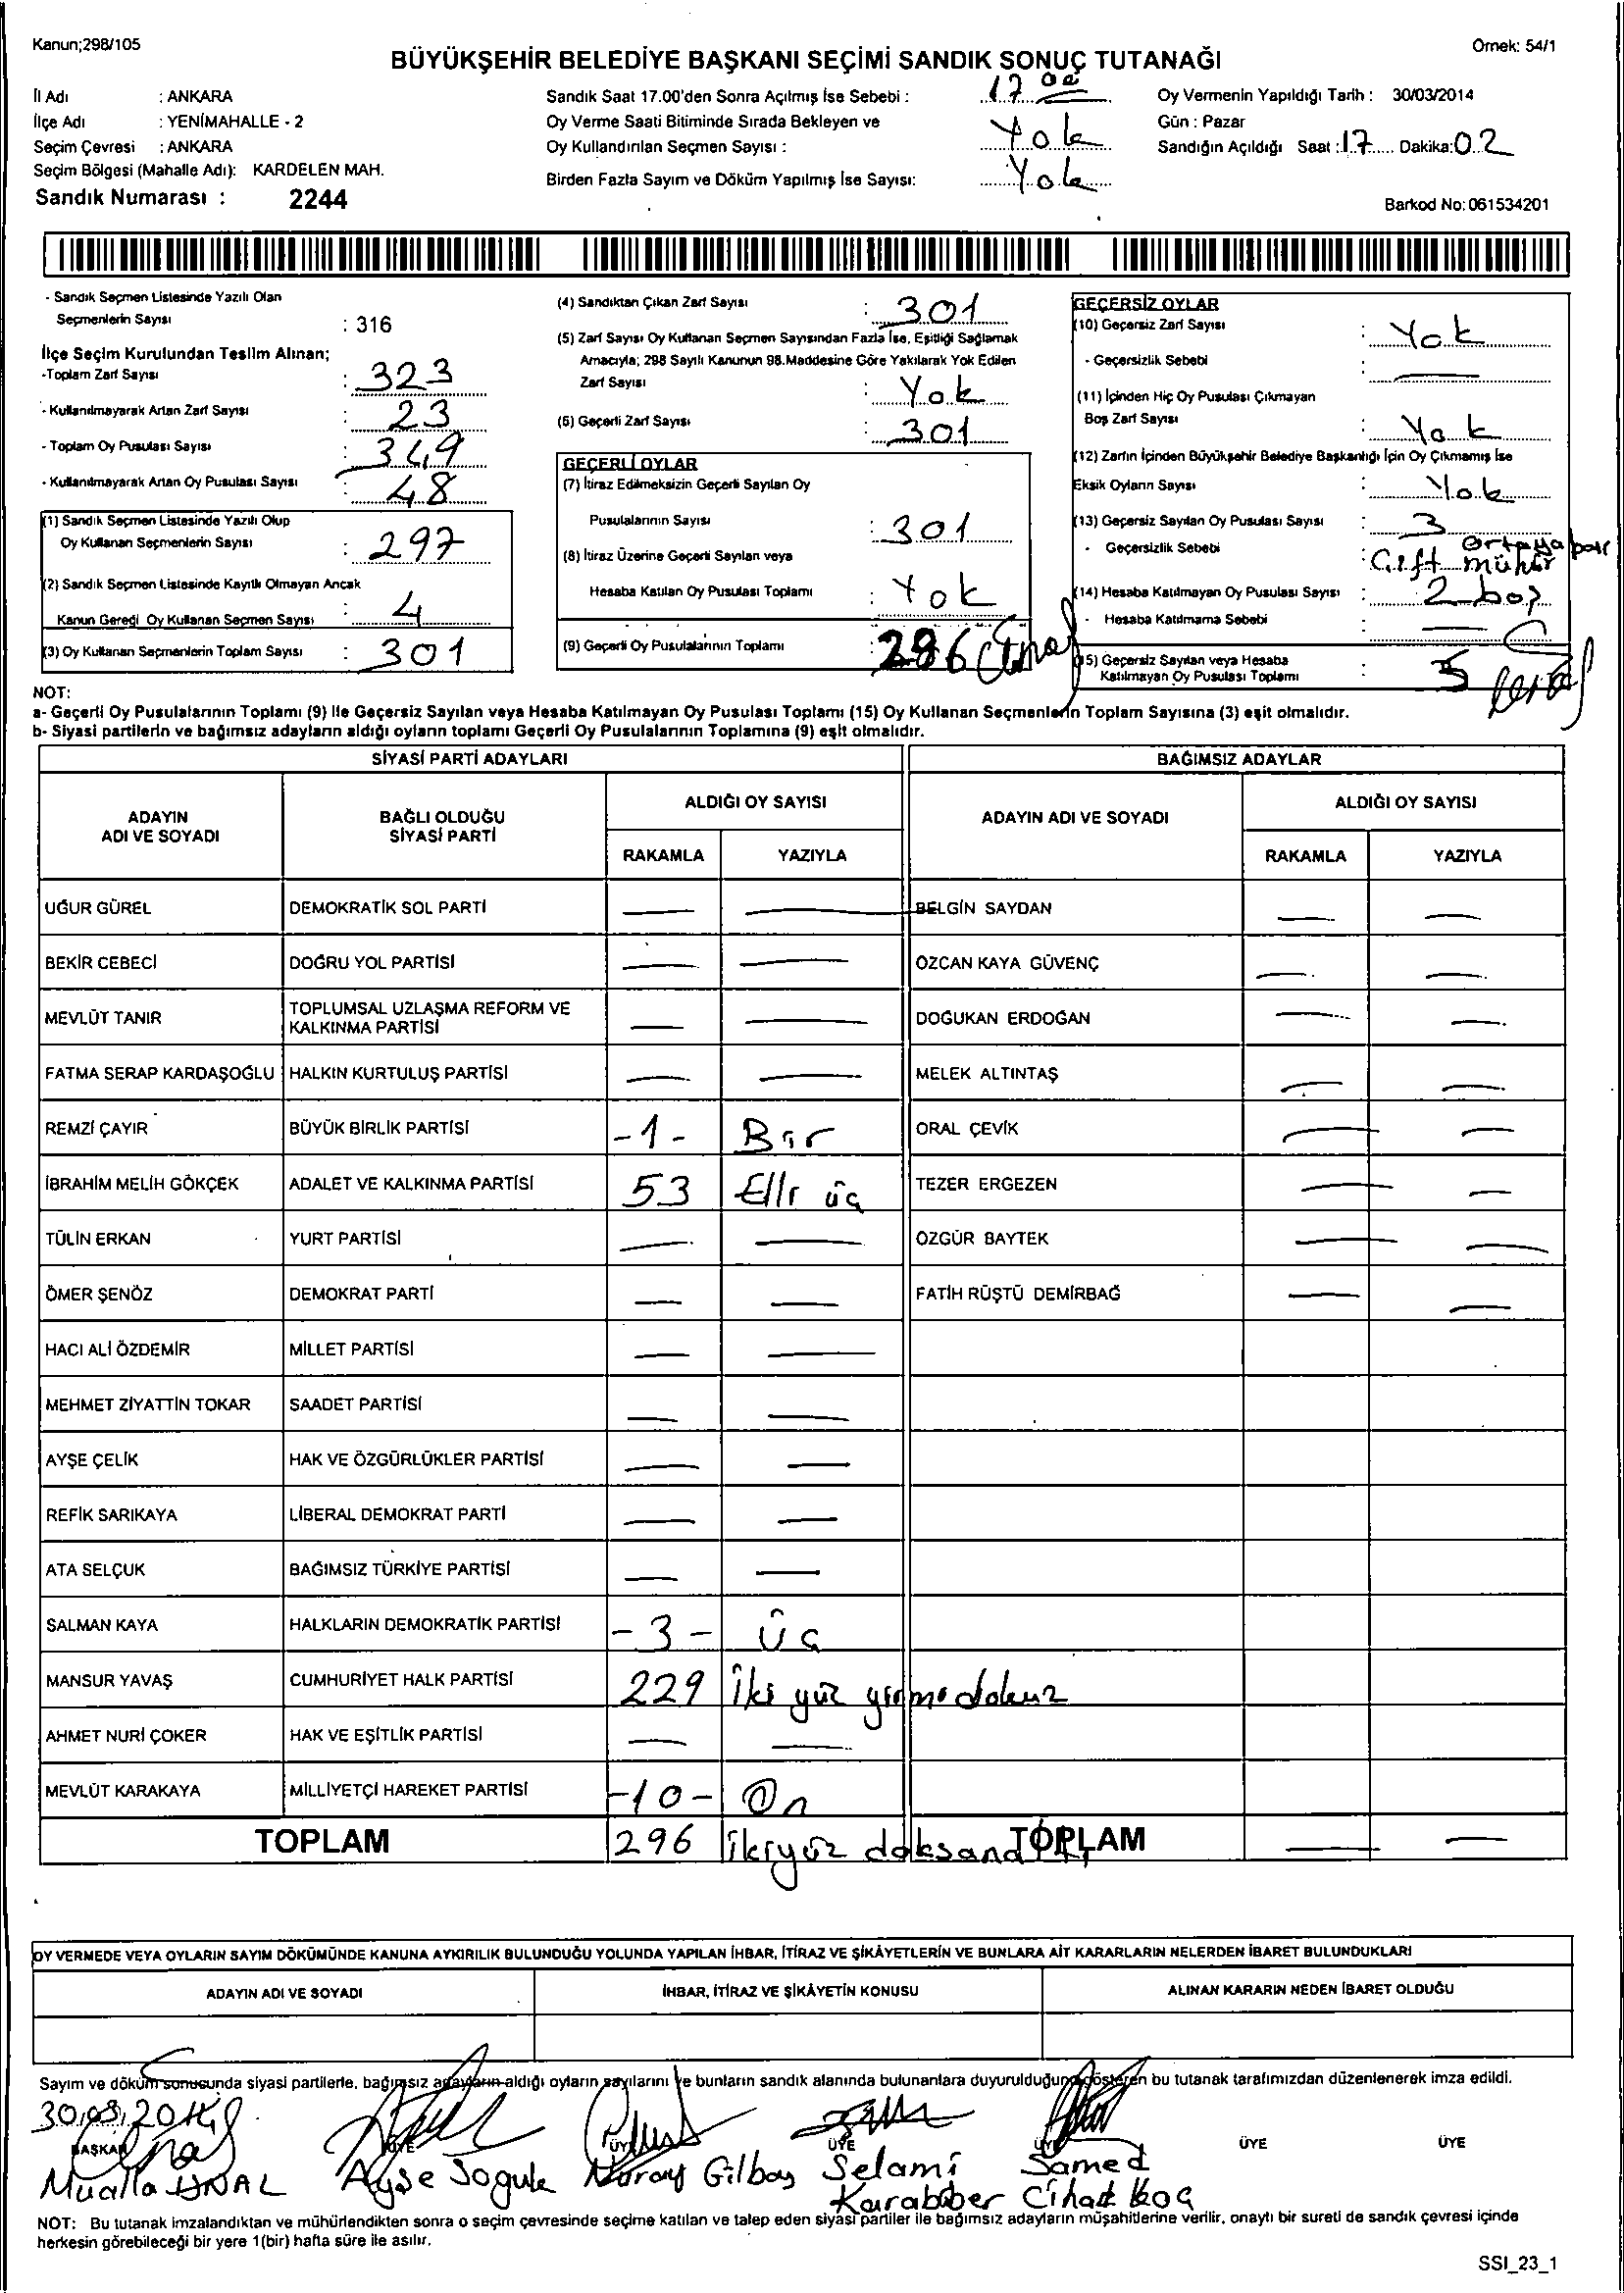 Kanun;298/105
Örnek: 54/1
BÜYÜKŞEHİR BELEDİYE BAŞKANI SEÇİMİ SANDIK SONUÇ TUTANAĞI
İl Adı : ANKARA
İlçe Adı : YENİMAHALLE - 2
Seçim Çevresi : ANKARA
Seçim Bölgesi (Mahalle Adı): KARDELEN MAH.
Sandık Numarası : 2244
Sandık Saat 17.00'den Sonra Açılmış İse Sebebi : 17 00
Oy Verme Saati Bitiminde Sırada Bekleyen ve
Oy Kullandırılan Seçmen Sayısı : Yok
Birden Fazla Sayım ve Döküm Yapılmış İse Sayısı: Yok
Oy Vermenin Yapıldığı Tarih : 30/03/2014
Gün : Pazar
Sandığın Açıldığı Saat : 17 Dakika: 02
Barkod No: 061534201
- Sandık Seçmen Listesinde Yazılı Olan
Seçmenlerin Sayısı : 316
İlçe Seçim Kurulundan Teslim Alınan;
-Toplam Zarf Sayısı : 323
- Kullanılmayarak Artan Zarf Sayısı : 23
- Toplam Oy Pusulası Sayısı : 349
- Kullanılmayarak Artan Oy Pusulası Sayısı : 48
(1) Sandık Seçmen Listesinde Yazılı Olup
Oy Kullanan Seçmenlerin Sayısı : 297
(2) Sandık Seçmen Listesinde Kayıtlı Olmayan Ancak
Kanun Gereği Oy Kullanan Seçmen Sayısı : 4
(3) Oy Kullanan Seçmenlerin Toplam Sayısı : 301
(4) Sandıktan Çıkan Zarf Sayısı : 301
(5) Zarf Sayısı Oy Kullanan Seçmen Sayısından Fazla İse, Eşitliği Sağlamak
Amacıyla; 298 Sayılı Kanunun 98.Maddesine Göre Yakılarak Yok Edilen
Zarf Sayısı : Yok
(6) Geçerli Zarf Sayısı : 301
GEÇERLİ OYLAR
(7) İtiraz Edilmeksizin Geçerli Sayılan Oy
Pusulalarının Sayısı : 301
(8) İtiraz Üzerine Geçerli Sayılan veya
Hesaba Katılan Oy Pusulası Toplamı : Yok
(9) Geçerli Oy Pusulalarının Toplamı : 296
GEÇERSİZ OYLAR
(10) Geçersiz Zarf Sayısı : Yok
- Geçersizlik Sebebi :
(11) İçinden Hiç Oy Pusulası Çıkmayan
Boş Zarf Sayısı : Yok
(12) Zarfın İçinden Büyükşehir Belediye Başkanlığı İçin Oy Çıkmamış İse
Eksik Oyların Sayısı : Yok
(13) Geçersiz Sayılan Oy Pusulası Sayısı : 3
- Geçersizlik Sebebi : Çift mühür
(14) Hesaba Katılmayan Oy Pusulası Sayısı : 2 boş
- Hesaba Katılmama Sebebi :
(15) Geçersiz Sayılan veya Hesaba
Katılmayan Oy Pusulası Toplamı : 5
NOT:
a- Geçerli Oy Pusulalarının Toplamı (9) ile Geçersiz Sayılan veya Hesaba Katılmayan Oy Pusulası Toplamı (15) Oy Kullanan Seçmenlerin Toplam Sayısına (3) eşit olmalıdır.
b- Siyasi partilerin ve bağımsız adayların aldığı oyların toplamı Geçerli Oy Pusulalarının Toplamına (9) eşit olmalıdır.
SİYASİ PARTİ ADAYLARI
BAĞIMSIZ ADAYLAR
ADAYIN ADI VE SOYADI
BAĞLI OLDUĞU SİYASİ PARTİ
ALDIĞI OY SAYISI
RAKAMLA YAZIYLA
ADAYIN ADI VE SOYADI
ALDIĞI OY SAYISI
RAKAMLA YAZIYLA
UĞUR GÜREL DEMOKRATİK SOL PARTİ — — BELGİN SAYDAN — —
BEKİR CEBECİ DOĞRU YOL PARTİSİ — — ÖZCAN KAYA GÜVENÇ — —
MEVLÜT TANIR TOPLUMSAL UZLAŞMA REFORM VE KALKINMA PARTİSİ — — DOĞUKAN ERDOĞAN — —
FATMA SERAP KARDAŞOĞLU HALKIN KURTULUŞ PARTİSİ — — MELEK ALTINTAŞ — —
REMZİ ÇAYIR BÜYÜK BİRLİK PARTİSİ -1- Bir ORAL ÇEVİK — —
İBRAHİM MELİH GÖKÇEK ADALET VE KALKINMA PARTİSİ 53 Elli üç TEZER ERGEZEN — —
TÜLİN ERKAN YURT PARTİSİ — — ÖZGÜR BAYTEK — —
ÖMER ŞENÖZ DEMOKRAT PARTİ — — FATİH RÜŞTÜ DEMİRBAĞ — —
HACI ALİ ÖZDEMİR MİLLET PARTİSİ — —
MEHMET ZİYATTİN TOKAR SAADET PARTİSİ — —
AYŞE ÇELİK HAK VE ÖZGÜRLÜKLER PARTİSİ — —
REFİK SARIKAYA LİBERAL DEMOKRAT PARTİ — —
ATA SELÇUK BAĞIMSIZ TÜRKİYE PARTİSİ — —
SALMAN KAYA HALKLARIN DEMOKRATİK PARTİSİ -3- üç
MANSUR YAVAŞ CUMHURİYET HALK PARTİSİ 229 iki yüz yirmi dokuz
AHMET NURİ ÇOKER HAK VE EŞİTLİK PARTİSİ — —
MEVLÜT KARAKAYA MİLLİYETÇİ HAREKET PARTİSİ -10- On
TOPLAM 296 ikiyüz doksan TOPLAM — —
OY VERMEDE VEYA OYLARIN SAYIM DÖKÜMÜNDE KANUNA AYKIRILIK BULUNDUĞU YOLUNDA YAPILAN İHBAR, İTİRAZ VE ŞİKÂYETLERİN VE BUNLARA AİT KARARLARIN NELERDEN İBARET BULUNDUKLARI
ADAYIN ADI VE SOYADI İHBAR, İTİRAZ VE ŞİKÂYETİN KONUSU ALINAN KARARIN NEDEN İBARET OLDUĞU
Sayım ve döküm sonucunda siyasi partilerle, bağımsız adayların aldığı oyların sayılarını ve bunların sandık alanında bulunanlara duyurulduğunu gösteren bu tutanak tarafımızdan düzenlenerek imza edildi.
30.03.2014
BAŞKAN ÜYE ÜYE ÜYE ÜYE ÜYE ÜYE
Mualla ÜNAL Ayşe Nuray Gilbaş Selami Samed
Karabiber Cihat Koç
NOT: Bu tutanak imzalandıktan ve mühürlendikten sonra o seçim çevresinde seçime katılan ve talep eden siyasi partiler ile bağımsız adayların müşahitlerine verilir, onaylı bir sureti de sandık çevresi içinde
herkesin görebileceği bir yere 1(bir) hafta süre ile asılır.
SSI_23_1